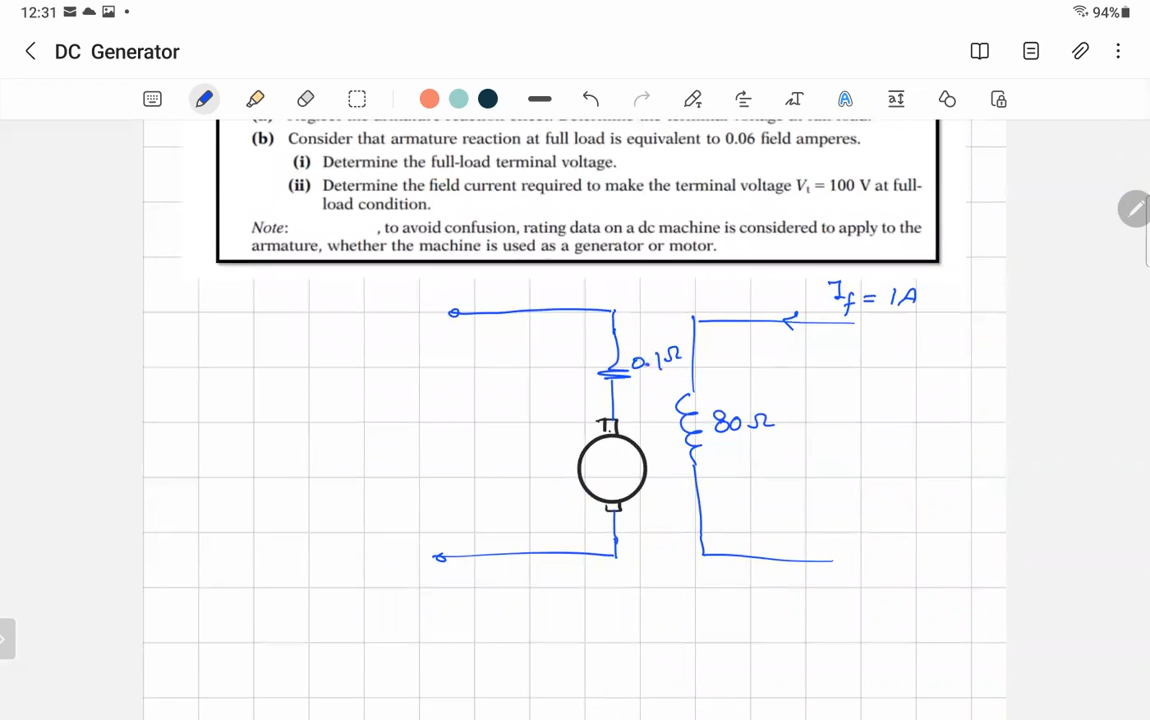 12:31
94%
DC Generator
(b) Consider that armature reaction at full load is equivalent to 0.06 field amperes.
(i) Determine the full-load terminal voltage.
(ii) Determine the field current required to make the terminal voltage Vt = 100 V at full-
load condition.
Note: , to avoid confusion, rating data on a dc machine is considered to apply to the
armature, whether the machine is used as a generator or motor.
If = 1A
0.1Ω
80Ω